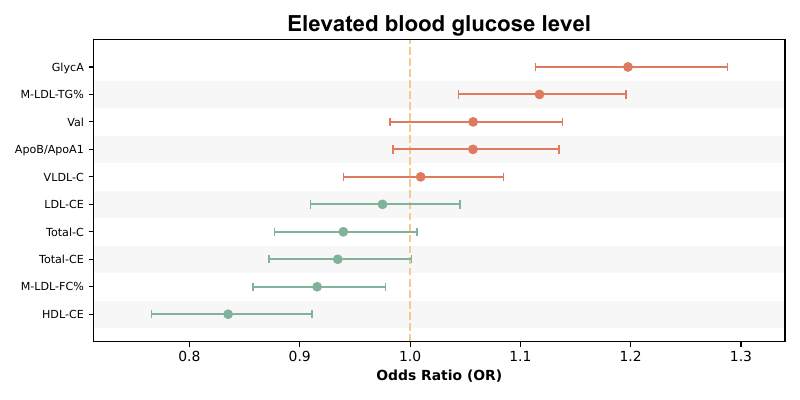 Elevated blood glucose level
GlycA
M-LDL-TG%
Val
ApoB/ApoA1
VLDL-C
LDL-CE
Total-C
Total-CE
M-LDL-FC%
HDL-CE
0.8 0.9 1.0 1.1 1.2 1.3
Odds Ratio (OR)